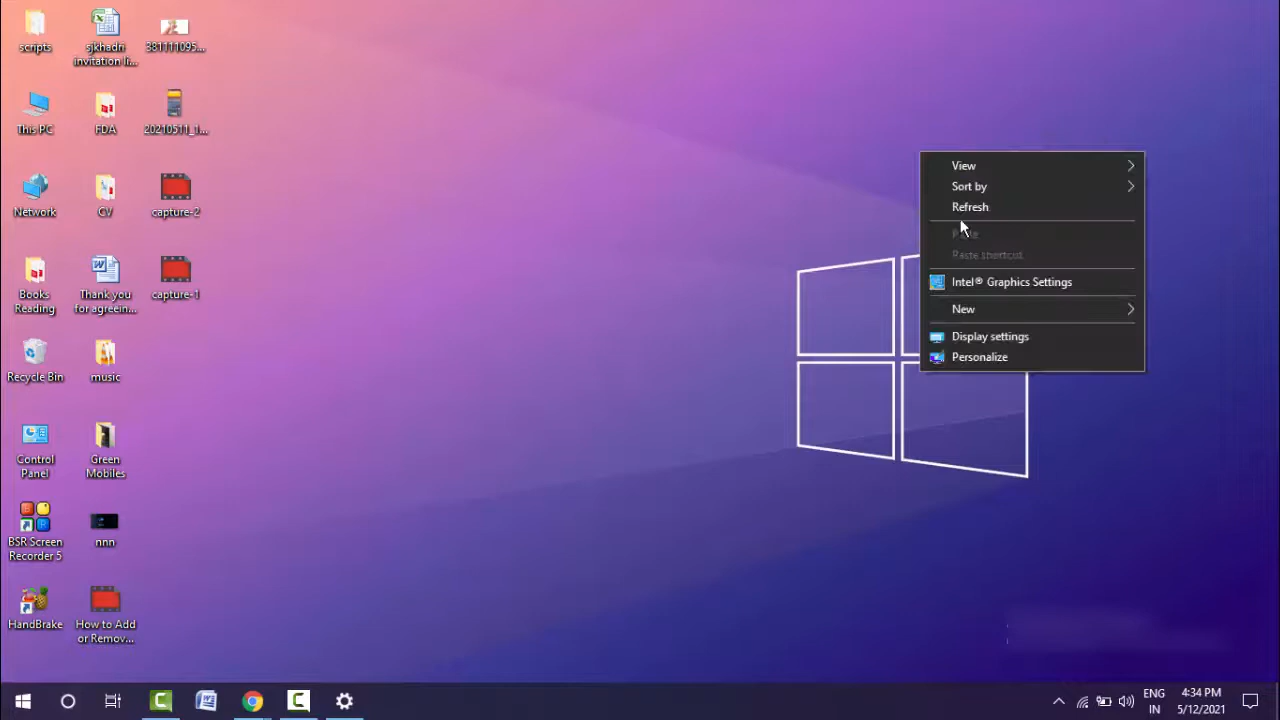 scripts
sjkhadri
invitation li...
381111095...
This PC
FDA
20210511_1...
Network
CV
capture-2
Books
Reading
Thank you
for agreein...
capture-1
Recycle Bin
music
Control
Panel
Green
Mobiles
BSR Screen
Recorder 5
nnn
HandBrake
How to Add
or Remov...
View
Sort by
Refresh
Paste
Paste shortcut
Intel® Graphics Settings
New
Display settings
Personalize
ENG
IN
4:34 PM
5/12/2021